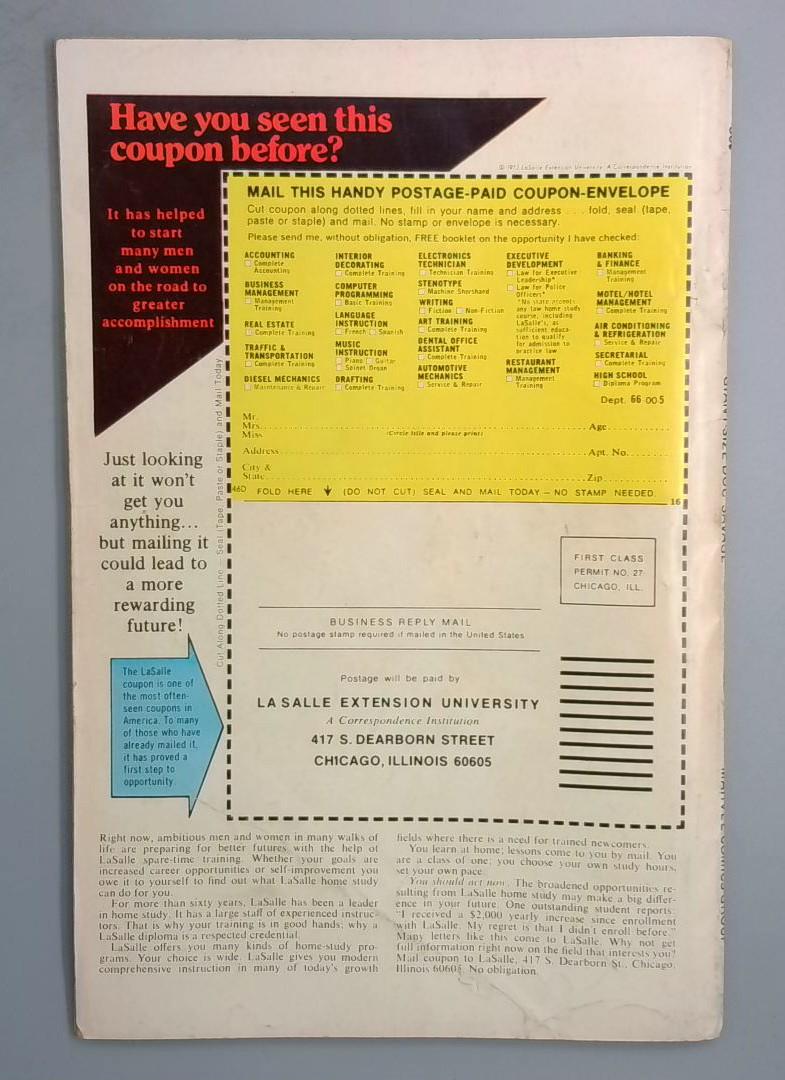 Have you seen this
coupon before?
© 1973 LaSalle Extension University, A Correspondence Institution
It has helped
to start
many men
and women
on the road to
greater
accomplishment
MAIL THIS HANDY POSTAGE-PAID COUPON-ENVELOPE
Cut coupon along dotted lines, fill in your name and address . . . fold, seal (tape,
paste or staple) and mail. No stamp or envelope is necessary.
Please send me, without obligation, FREE booklet on the opportunity I have checked:
ACCOUNTING
☐ Complete
Accounting
BUSINESS
MANAGEMENT
☐ Management
Training
REAL ESTATE
☐ Complete Training
TRAFFIC &
TRANSPORTATION
☐ Complete Training
DIESEL MECHANICS
☐ Maintenance & Repair
INTERIOR
DECORATING
☐ Complete Training
COMPUTER
PROGRAMMING
☐ Basic Training
LANGUAGE
INSTRUCTION
☐ French ☐ Spanish
MUSIC
INSTRUCTION
☐ Piano ☐ Guitar
☐ Spinet Organ
DRAFTING
☐ Complete Training
ELECTRONICS
TECHNICIAN
☐ Technician Training
STENOTYPE
☐ Machine Shorthand
WRITING
☐ Fiction ☐ Non-Fiction
ART TRAINING
☐ Complete Training
DENTAL OFFICE
ASSISTANT
☐ Complete Training
AUTOMOTIVE
MECHANICS
☐ Service & Repair
EXECUTIVE
DEVELOPMENT
☐ Law for Executive
Leadership*
☐ Law for Police
Officers*
*No state accepts
any law home study
course, including
LaSalle's, as
sufficient educa-
tion to qualify
for admission to
practice law
RESTAURANT
MANAGEMENT
☐ Management
Training
BANKING
& FINANCE
☐ Management
Training
MOTEL/HOTEL
MANAGEMENT
☐ Complete Training
AIR CONDITIONING
& REFRIGERATION
☐ Service & Repair
SECRETARIAL
☐ Complete Training
HIGH SCHOOL
☐ Diploma Program
Dept. 66 005
Mr.
Mrs. Age
Miss (Circle title and please print)
Address Apt. No.
City &
State Zip
460 FOLD HERE ↓ (DO NOT CUT) SEAL AND MAIL TODAY — NO STAMP NEEDED.
16
Cut Along Dotted Line — Seal (Tape, Paste or Staple) and Mail Today
Just looking
at it won't
get you
anything...
but mailing it
could lead to
a more
rewarding
future!
The LaSalle
coupon is one of
the most often-
seen coupons in
America. To many
of those who have
already mailed it,
it has proved a
first step to
opportunity.
FIRST CLASS
PERMIT NO. 27
CHICAGO, ILL.
BUSINESS REPLY MAIL
No postage stamp required if mailed in the United States
Postage will be paid by
LA SALLE EXTENSION UNIVERSITY
A Correspondence Institution
417 S. DEARBORN STREET
CHICAGO, ILLINOIS 60605
Right now, ambitious men and women in many walks of
life are preparing for better futures with the help of
LaSalle spare-time training. Whether your goals are
increased career opportunities or self-improvement you
owe it to yourself to find out what LaSalle home study
can do for you.
For more than sixty years, LaSalle has been a leader
in home study. It has a large staff of experienced instruc-
tors. That is why your training is in good hands; why a
LaSalle diploma is a respected credential.
LaSalle offers you many kinds of home-study pro-
grams. Your choice is wide. LaSalle gives you modern
comprehensive instruction in many of today's growth
fields where there is a need for trained newcomers.
You learn at home; lessons come to you by mail. You
are a class of one; you choose your own study hours,
set your own pace.
You should act now. The broadened opportunities re-
sulting from LaSalle home study may make a big differ-
ence in your future. One outstanding student reports:
"I received a $2,000 yearly increase since enrollment
with LaSalle. My regret is that I didn't enroll before."
Many letters like this come to LaSalle. Why not get
full information right now on the field that interests you?
Mail coupon to LaSalle, 417 S. Dearborn St., Chicago,
Illinois 60605. No obligation.